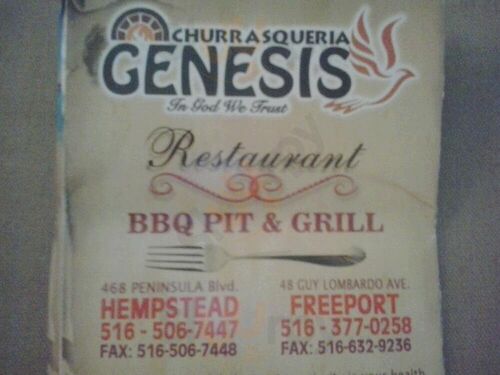 CHURRASQUERIA
GENESIS
In God We Trust
Restaurant
BBQ PIT & GRILL
468 PENINSULA Blvd.
HEMPSTEAD
516 - 506-7447
FAX: 516-506-7448
48 GUY LOMBARDO AVE.
FREEPORT
516 - 377-0258
FAX: 516-632-9236
health